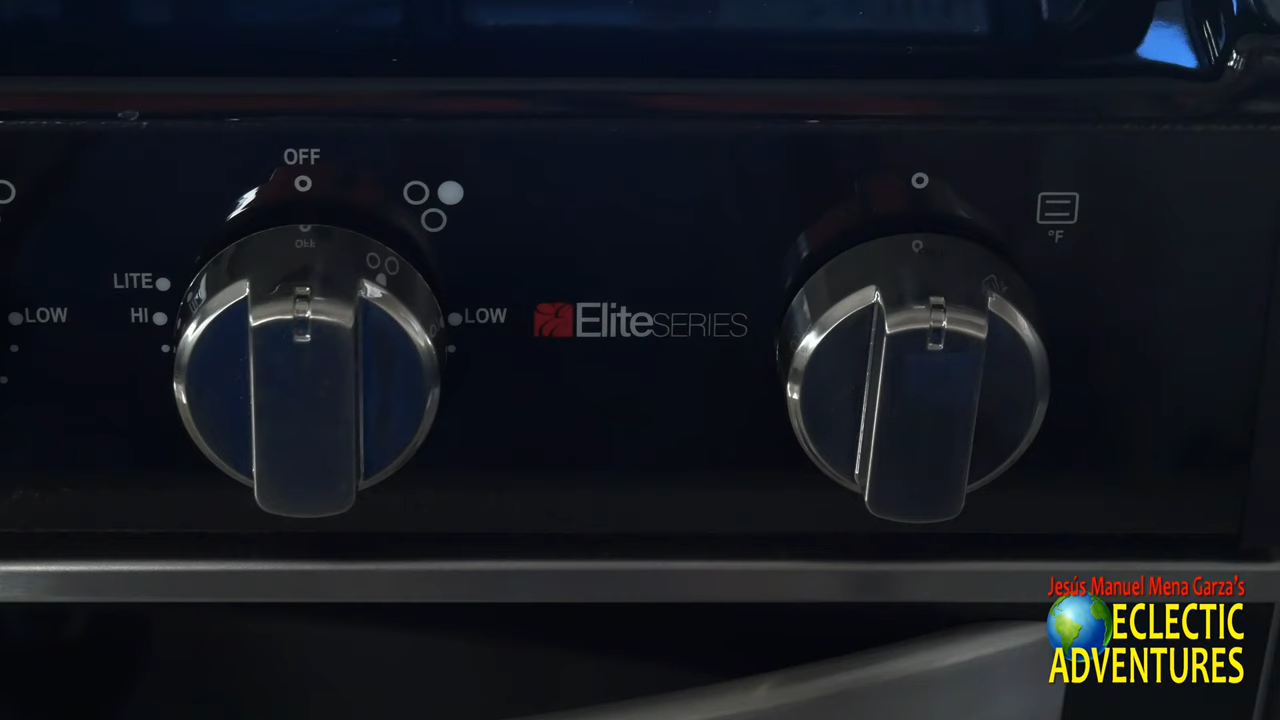 OFF
LITE
HI
LOW
LOW
EliteSERIES
°F
Jesús Manuel Mena Garza's
ECLECTIC
ADVENTURES